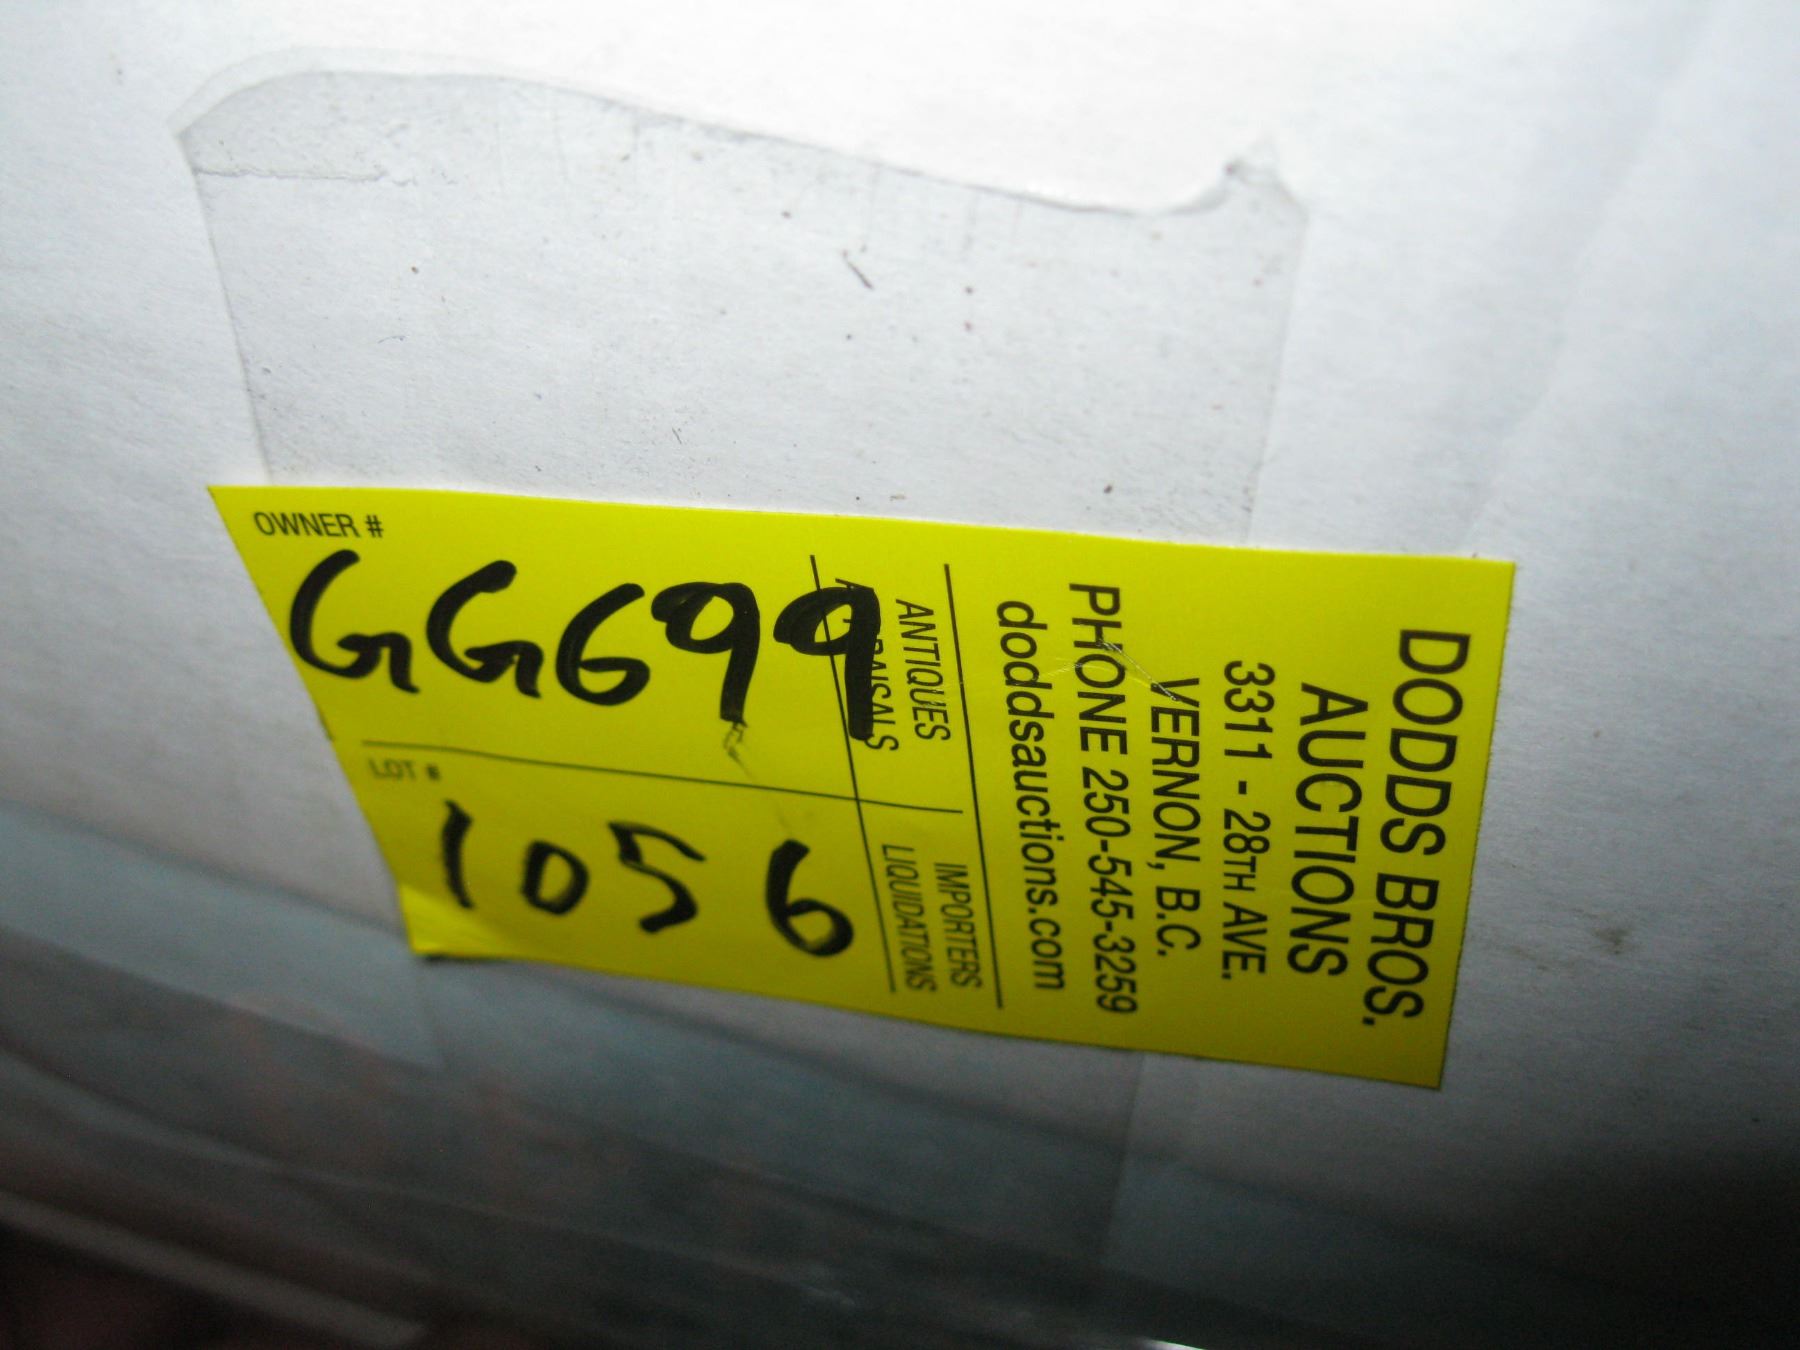 DODDS BROS.
AUCTIONS
3311 - 28TH AVE.
VERNON, B.C.
PHONE 250-545-3259
doddsauctions.com
ANTIQUES
IMPORTERS
LIQUIDATIONS
OWNER #
GG699
LOT #
1056